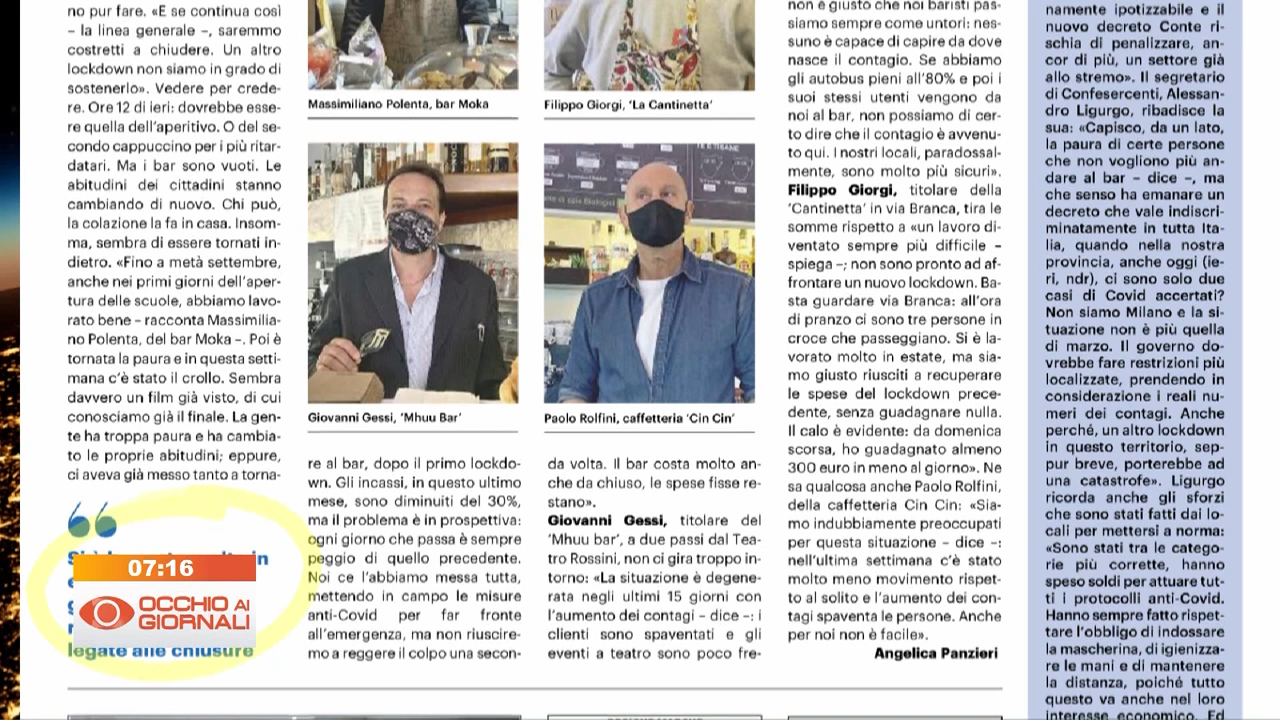 no pur fare. «E se continua così
– la linea generale –, saremmo
costretti a chiudere. Un altro
lockdown non siamo in grado di
sostenerlo». Vedere per crede-
re. Ore 12 di ieri: dovrebbe esse-
re quella dell'aperitivo. O del se-
condo cappuccino per i più ritar-
datari. Ma i bar sono vuoti. Le
abitudini dei cittadini stanno
cambiando di nuovo. Chi può,
la colazione la fa in casa. Insom-
ma, sembra di essere tornati in-
dietro. «Fino a metà settembre,
anche nei primi giorni dell'aper-
tura delle scuole, abbiamo lavo-
rato bene – racconta Massimilia-
no Polenta, del bar Moka –. Poi è
tornata la paura e in questa setti-
mana c'è stato il crollo. Sembra
davvero un film già visto, di cui
conosciamo già il finale. La gen-
te ha troppa paura e ha cambia-
to le proprie abitudini; eppure,
ci aveva già messo tanto a torna-
07:16
OCCHIO AI
GIORNALI
legate alle chiusure
Massimiliano Polenta, bar Moka
Filippo Giorgi, 'La Cantinetta'
Giovanni Gessi, 'Mhuu Bar'
Paolo Rolfini, caffetteria 'Cin Cin'
re al bar, dopo il primo lockdo-
wn. Gli incassi, in questo ultimo
mese, sono diminuiti del 30%,
ma il problema è in prospettiva:
ogni giorno che passa è sempre
peggio di quello precedente.
Noi ce l'abbiamo messa tutta,
mettendo in campo le misure
anti-Covid per far fronte
all'emergenza, ma non riuscire-
mo a reggere il colpo una secon-
da volta. Il bar costa molto an-
che da chiuso, le spese fisse re-
stano».
Giovanni Gessi, titolare del
'Mhuu bar', a due passi dal Tea-
tro Rossini, non ci gira troppo in-
torno: «La situazione è degene-
rata negli ultimi 15 giorni con
l'aumento dei contagi – dice –: i
clienti sono spaventati e gli
eventi a teatro sono poco fre-
non è giusto che noi baristi pas-
siamo sempre come untori: nes-
suno è capace di capire da dove
nasce il contagio. Se abbiamo
gli autobus pieni all'80% e poi i
suoi stessi utenti vengono da
noi al bar, non possiamo di cer-
to dire che il contagio è avvenu-
to qui. I nostri locali, paradossal-
mente, sono molto più sicuri».
Filippo Giorgi, titolare della
'Cantinetta' in via Branca, tira le
somme rispetto a «un lavoro di-
ventato sempre più difficile –
spiega –; non sono pronto ad af-
frontare un nuovo lockdown. Ba-
sta guardare via Branca: all'ora
di pranzo ci sono tre persone in
croce che passeggiano. Si è la-
vorato molto in estate, ma sia-
mo giusto riusciti a recuperare
le spese del lockdown prece-
dente, senza guadagnare nulla.
Il calo è evidente: da domenica
scorsa, ho guadagnato almeno
300 euro in meno al giorno». Ne
sa qualcosa anche Paolo Rolfini,
della caffetteria Cin Cin: «Sia-
mo indubbiamente preoccupati
per questa situazione – dice –:
nell'ultima settimana c'è stato
molto meno movimento rispet-
to al solito e l'aumento dei con-
tagi spaventa le persone. Anche
per noi non è facile».
Angelica Panzieri
namente ipotizzabile e il
nuovo decreto Conte ri-
schia di penalizzare, an-
cor di più, un settore già
allo stremo». Il segretario
di Confesercenti, Alessan-
dro Ligurgo, ribadisce la
sua: «Capisco, da un lato,
la paura di certe persone
che non vogliono più an-
dare al bar – dice –, ma
che senso ha emanare un
decreto che vale indiscri-
minatamente in tutta Ita-
lia, quando nella nostra
provincia, anche oggi (ie-
ri, ndr), ci sono solo due
casi di Covid accertati?
Non siamo Milano e la si-
tuazione non è più quella
di marzo. Il governo do-
vrebbe fare restrizioni più
localizzate, prendendo in
considerazione i reali nu-
meri dei contagi. Anche
perché, un altro lockdown
in questo territorio, sep-
pur breve, porterebbe ad
una catastrofe». Ligurgo
ricorda anche gli sforzi
che sono stati fatti dai lo-
cali per mettersi a norma:
«Sono stati tra le catego-
rie più corrette, hanno
speso soldi per attuare tut-
ti i protocolli anti-Covid.
Hanno sempre fatto rispet-
tare l'obbligo di indossare
la mascherina, di igienizza-
re le mani e di mantenere
la distanza, poiché tutto
questo va anche nel loro
interesse economico. Ed